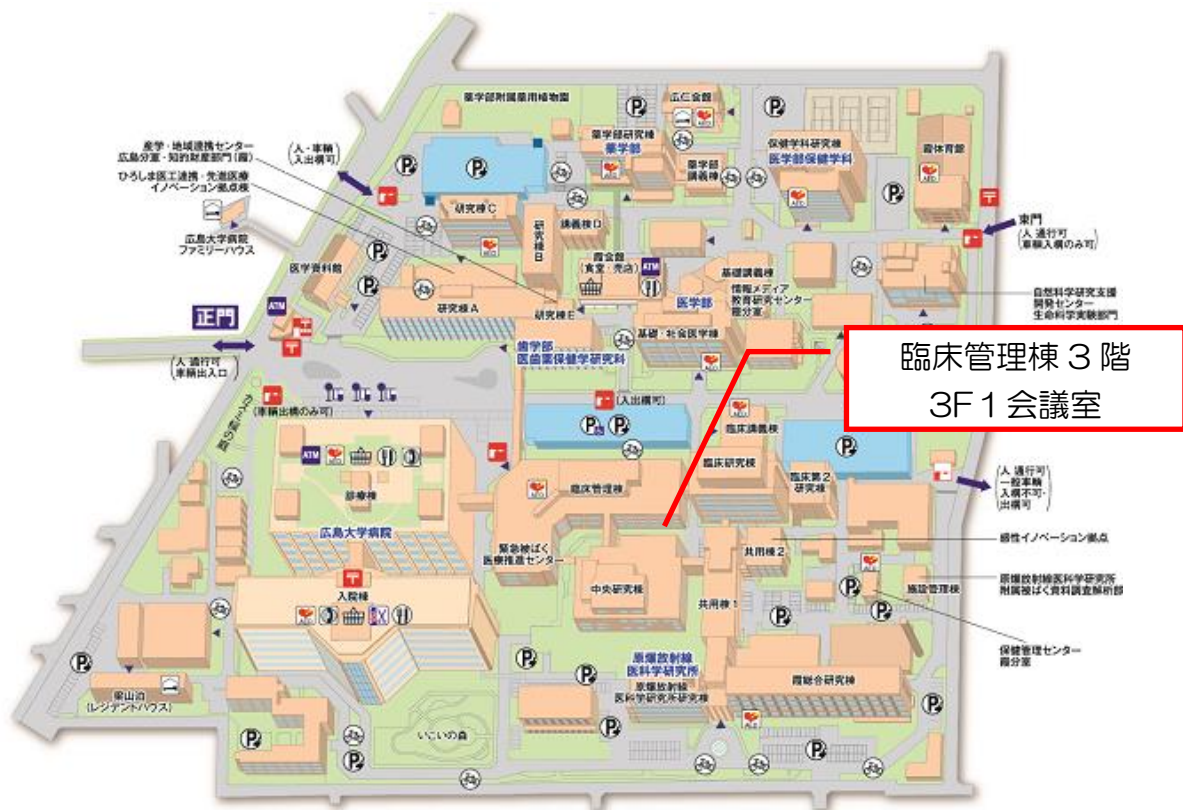 薬学部附属薬用植物園
広仁会館
産学・地域連携センター
広島分室・知的財産部門(霞)
ひろしま医工連携・先進医療
イノベーション拠点棟
(人・車輌
入出構可)
薬学部研究棟
薬学部
薬学部
講義棟
保健学科研究棟
医学部保健学科
霞体育館
AED
広島大学病院
ファミリーハウス
研究棟C
研究棟B
講義棟D
東門
(人 通行可
車輌入構のみ可)
医学資料館
霞会館
(食堂・売店)
ATM
基礎講義棟
情報メディア
教育研究センター
霞分室
医学部
自然科学研究支援
開発センター
生命科学実験部門
正門
ATM
研究棟A
研究棟E
基礎・社会医学棟
歯学部
医歯薬保健学研究科
(人 通行可
車輌出入口)
臨床管理棟3階
3F1会議室
(車輌出構のみ可)
(入出構可)
臨床講義棟
臨床研究棟
臨床第2
研究棟
(人 通行可
一般車輌
入構不可・
出構可)
ATM
AED
診療棟
広島大学病院
臨床管理棟
緊急被ばく
医療推進センター
中央研究棟
共用棟2
共用棟1
感性イノベーション拠点
原爆放射線医科学研究所
附属被ばく資料調査解析部
施設管理棟
入院棟
保健管理センター
霞分室
原爆放射線
医科学研究所
原爆放射線
医科学研究所研究棟
霞総合研究棟
(レジデントハウス)
いこいの森